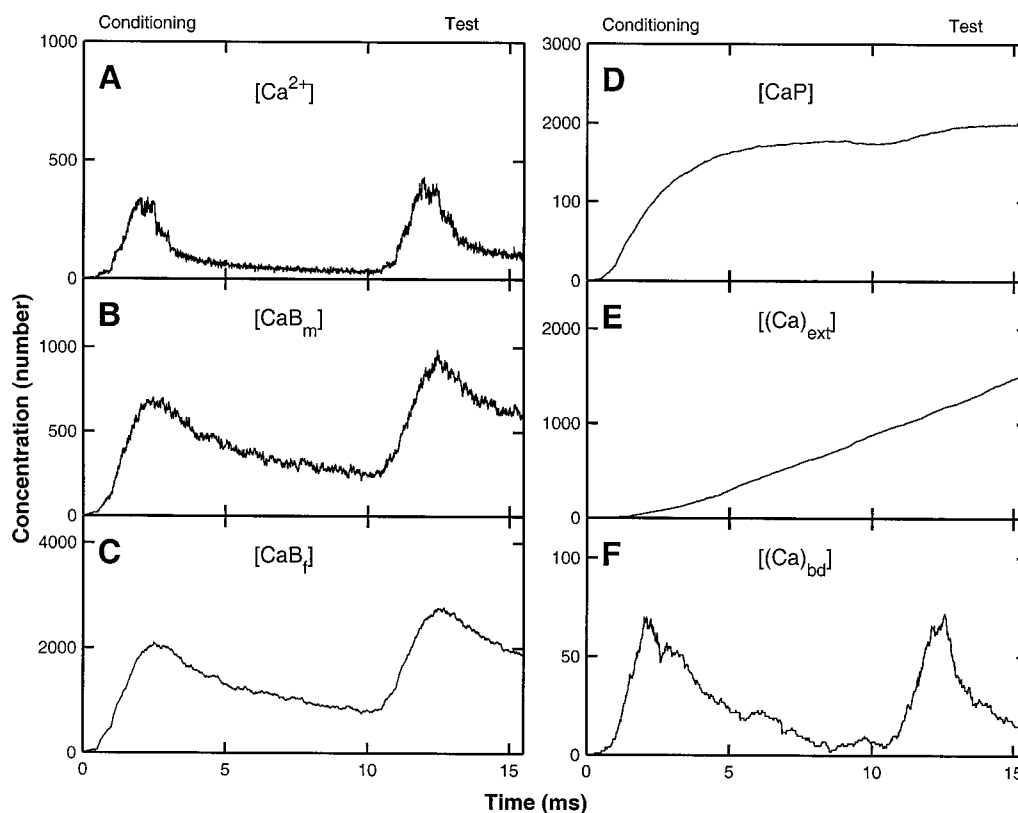 Conditioning Test Conditioning Test
A
[Ca2+]
1000
500
0
B
[CaBm]
1000
500
0
C
[CaBf]
4000
2000
0
0 5 10 15
D
[CaP]
3000
2000
100
0
E
[(Ca)ext]
2000
1000
0
F
[(Ca)bd]
100
50
0
0 5 10 15
Concentration (number)
Time (ms)